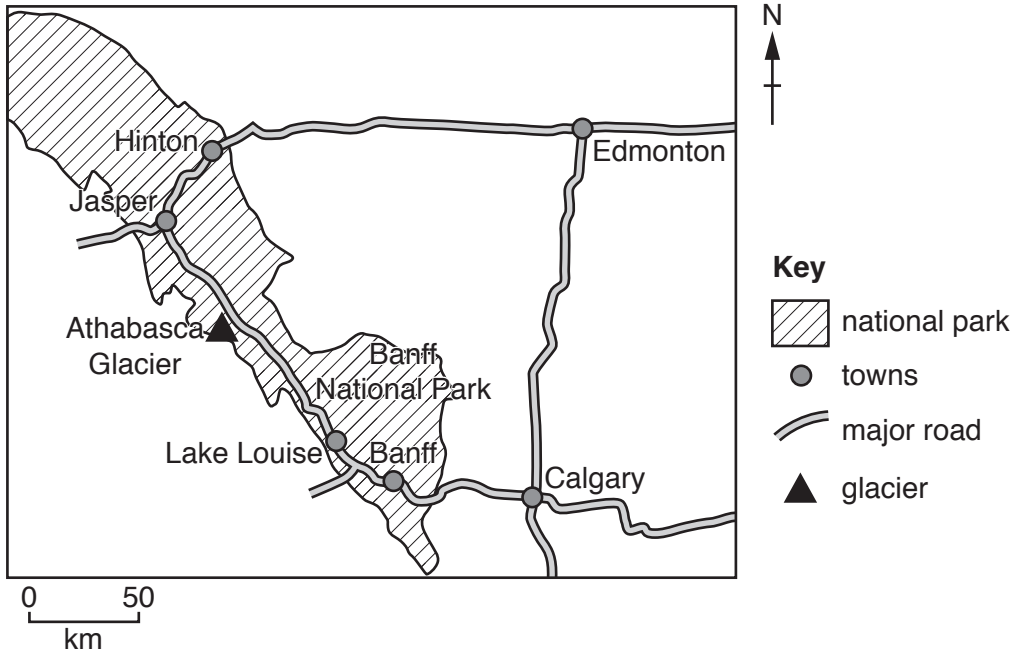 N
Hinton
Edmonton
Jasper
Athabasca
Glacier
Banff
National Park
Lake Louise
Banff
Calgary
Key
national park
towns
major road
glacier
0 50
km